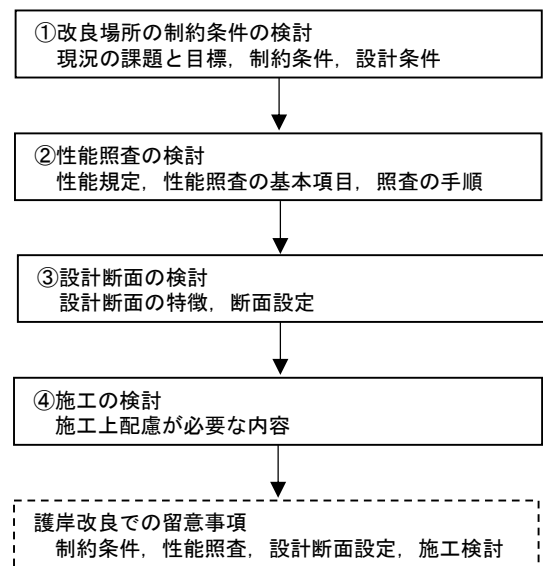 ①改良場所の制約条件の検討
現況の課題と目標，制約条件，設計条件
②性能照査の検討
性能規定，性能照査の基本項目，照査の手順
③設計断面の検討
設計断面の特徴，断面設定
④施工の検討
施工上配慮が必要な内容
護岸改良での留意事項
制約条件，性能照査，設計断面設定，施工検討